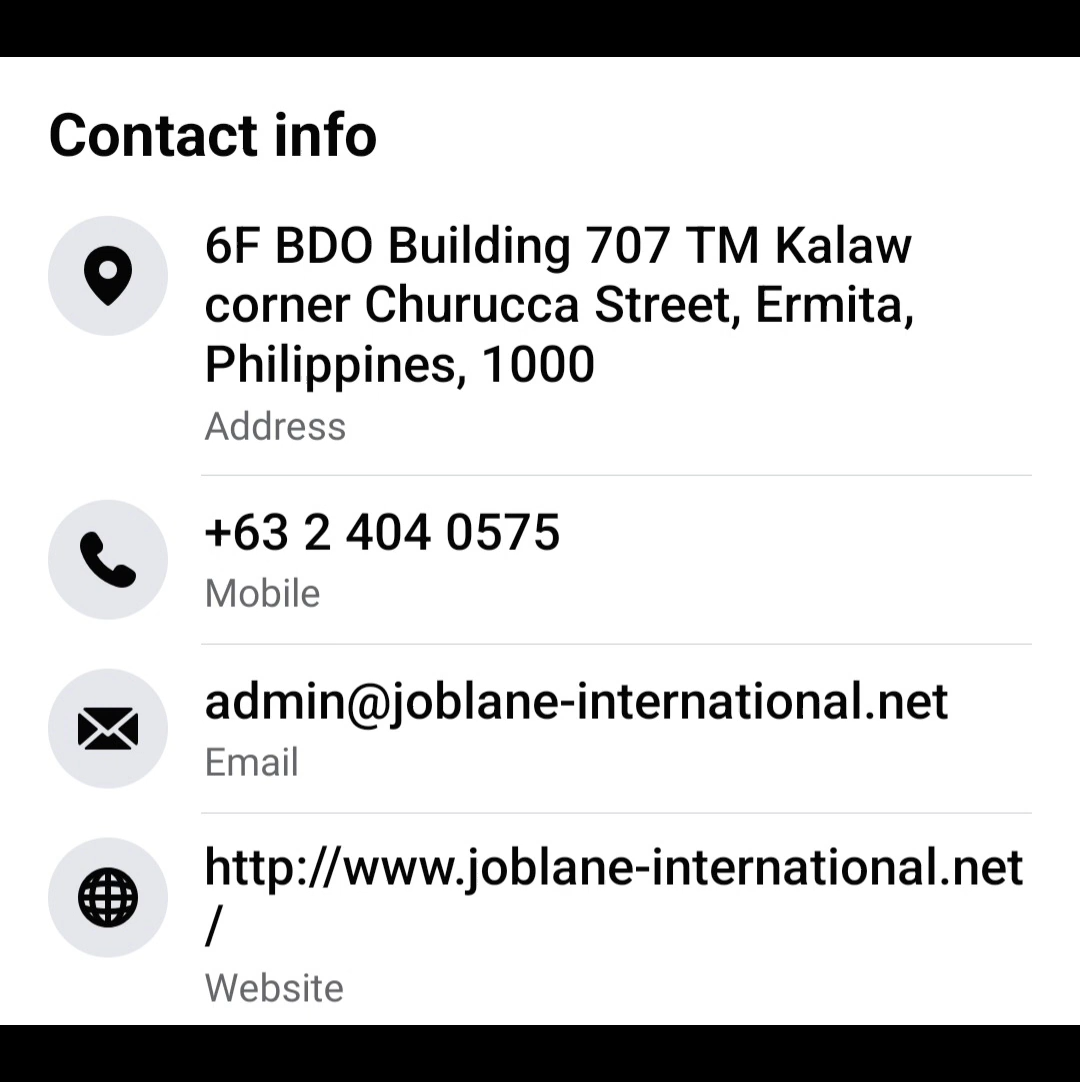 Contact info
6F BDO Building 707 TM Kalaw
corner Churucca Street, Ermita,
Philippines, 1000
Address
+63 2 404 0575
Mobile
admin@joblane-international.net
Email
http://www.joblane-international.net
/
Website